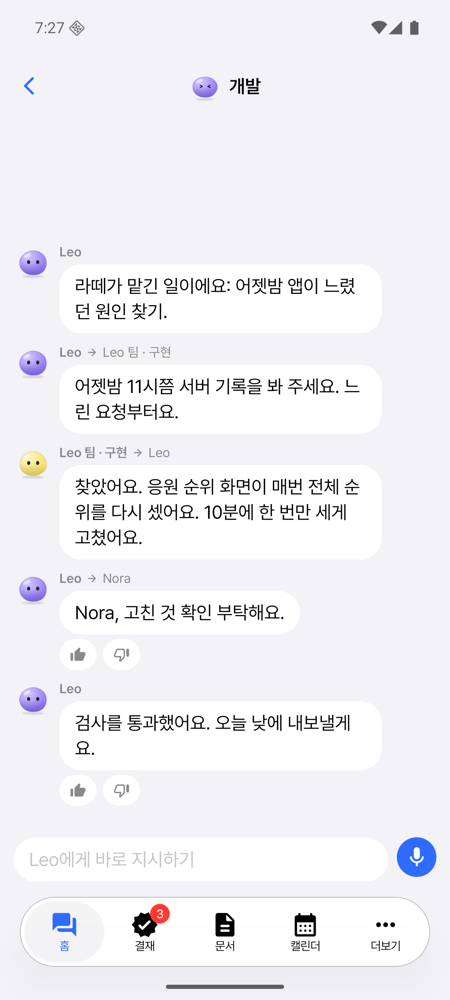 7:27
개발
Leo
라떼가 맡긴 일이에요: 어젯밤 앱이 느렸
던 원인 찾기.
Leo → Leo 팀 · 구현
어젯밤 11시쯤 서버 기록을 봐 주세요. 느
린 요청부터요.
Leo 팀 · 구현 → Leo
찾았어요. 응원 순위 화면이 매번 전체 순
위를 다시 셌어요. 10분에 한 번만 세게
고쳤어요.
Leo → Nora
Nora, 고친 것 확인 부탁해요.
Leo
검사를 통과했어요. 오늘 낮에 내보낼게
요.
Leo에게 바로 지시하기
3
홈 결재 문서 캘린더 더보기